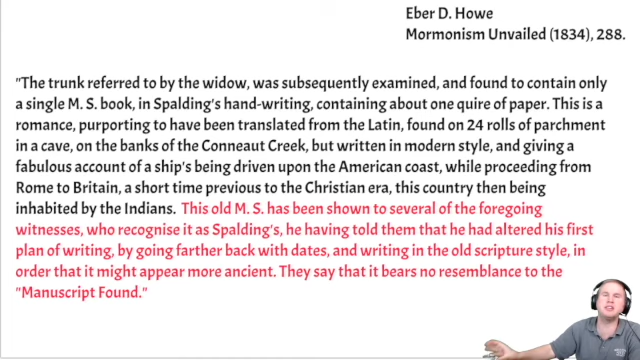 Eber D. Howe
Mormonism Unvailed (1834), 288.
"The trunk referred to by the widow, was subsequently examined, and found to contain only
a single M. S. book, in Spalding's hand-writing, containing about one quire of paper. This is a
romance, purporting to have been translated from the Latin, found on 24 rolls of parchment
in a cave, on the banks of the Conneaut Creek, but written in modern style, and giving a
fabulous account of a ship's being driven upon the American coast, while proceeding from
Rome to Britain, a short time previous to the Christian era, this country then being
inhabited by the Indians. This old M. S. has been shown to several of the foregoing
witnesses, who recognise it as Spalding's, he having told them that he had altered his first
plan of writing, by going farther back with dates, and writing in the old scripture style, in
order that it might appear more ancient. They say that it bears no resemblance to the
"Manuscript Found."